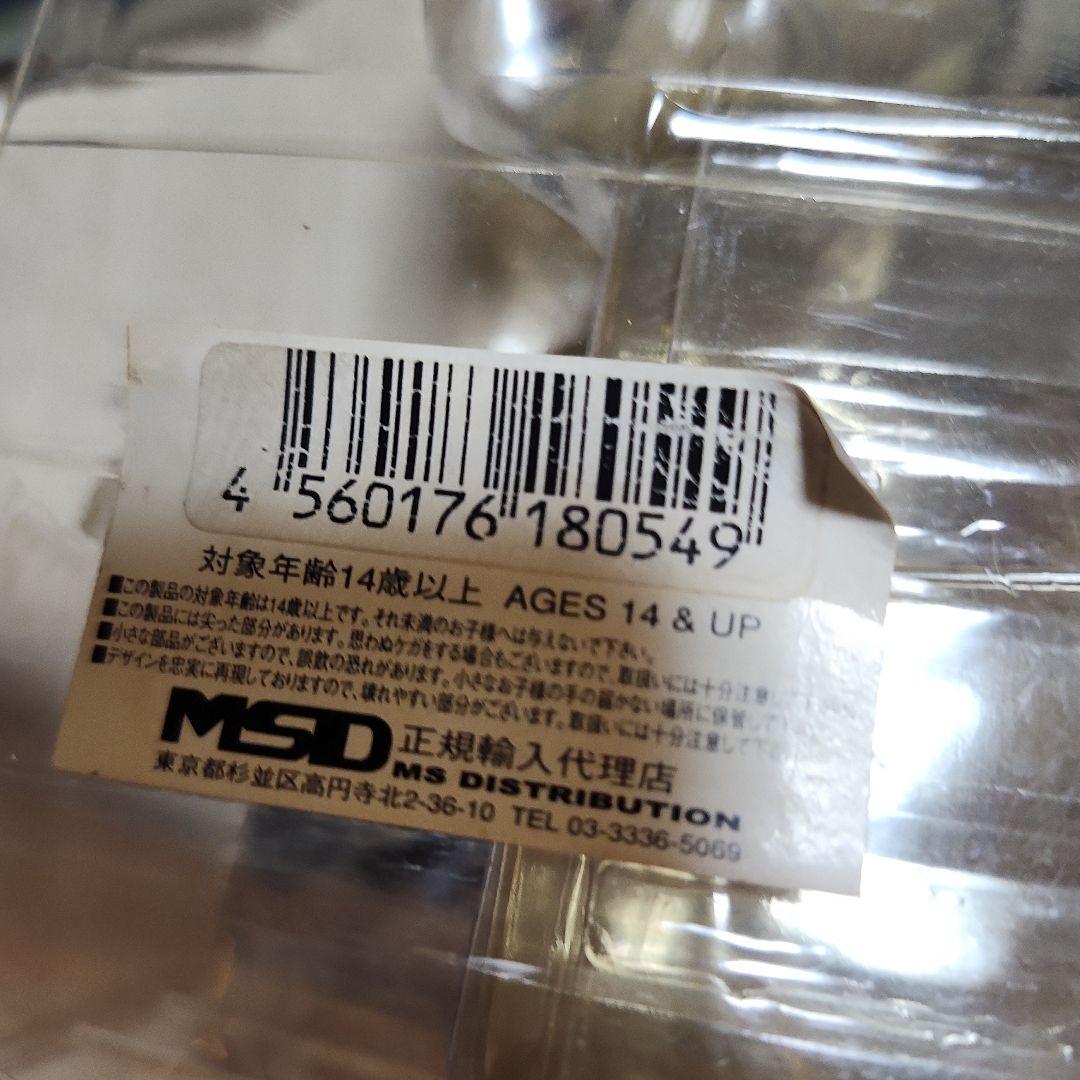 4 560176 180549
対象年齢14歳以上 AGES 14 & UP
■この製品の対象年齢は14歳以上です。それ未満のお子様へは与えないで下さい。
■この製品には尖った部分があります。思わぬケガをする場合もございますので、取扱いには十分注意し
■小さな部品がございますので、誤飲の恐れがあります。小さなお子様の手の届かない場所に保管して
■デザインを忠実に再現しておりますので、壊れやすい部分がございます。取扱いには十分注意して下
MSD 正規輸入代理店
MS DISTRIBUTION
東京都杉並区高円寺北2-36-10 TEL 03-3336-5069